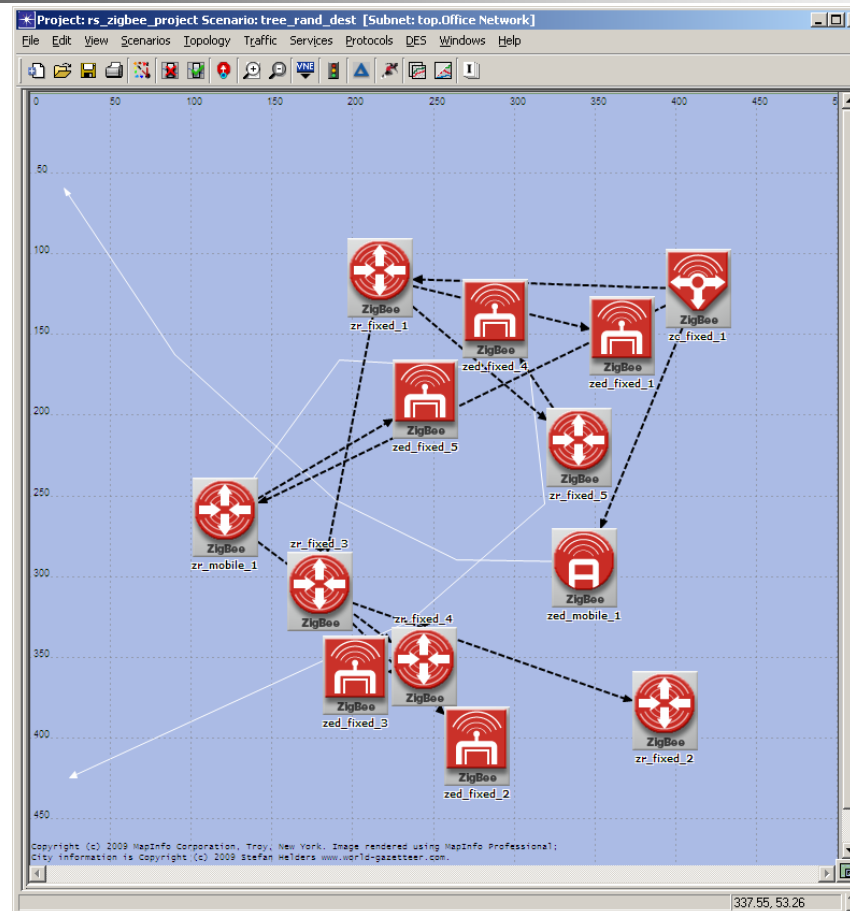 Project: rs_zigbee_project Scenario: tree_rand_dest [Subnet: top.Office Network]
File Edit View Scenarios Topology Traffic Services Protocols DES Windows Help
VNE
0 50 100 150 200 250 300 350 400 450 5
50
100
ZigBee
zr_fixed_1
ZigBee
zc_fixed_1
150
ZigBee
zed_fixed_4
ZigBee
zed_fixed_1
200
ZigBee
zed_fixed_5
250
ZigBee
zr_fixed_5
ZigBee
zr_mobile_1
zr_fixed_3
300
ZigBee
ZigBee
zed_mobile_1
zr_fixed_4
350
ZigBee
ZigBee
zed_fixed_3
400
ZigBee
zr_fixed_2
ZigBee
zed_fixed_2
450
Copyright (c) 2009 MapInfo Corporation, Troy, New York. Image rendered using MapInfo Professional;
City information is Copyright (c) 2009 Stefan Helders www.world-gazetteer.com.
337.55, 53.26